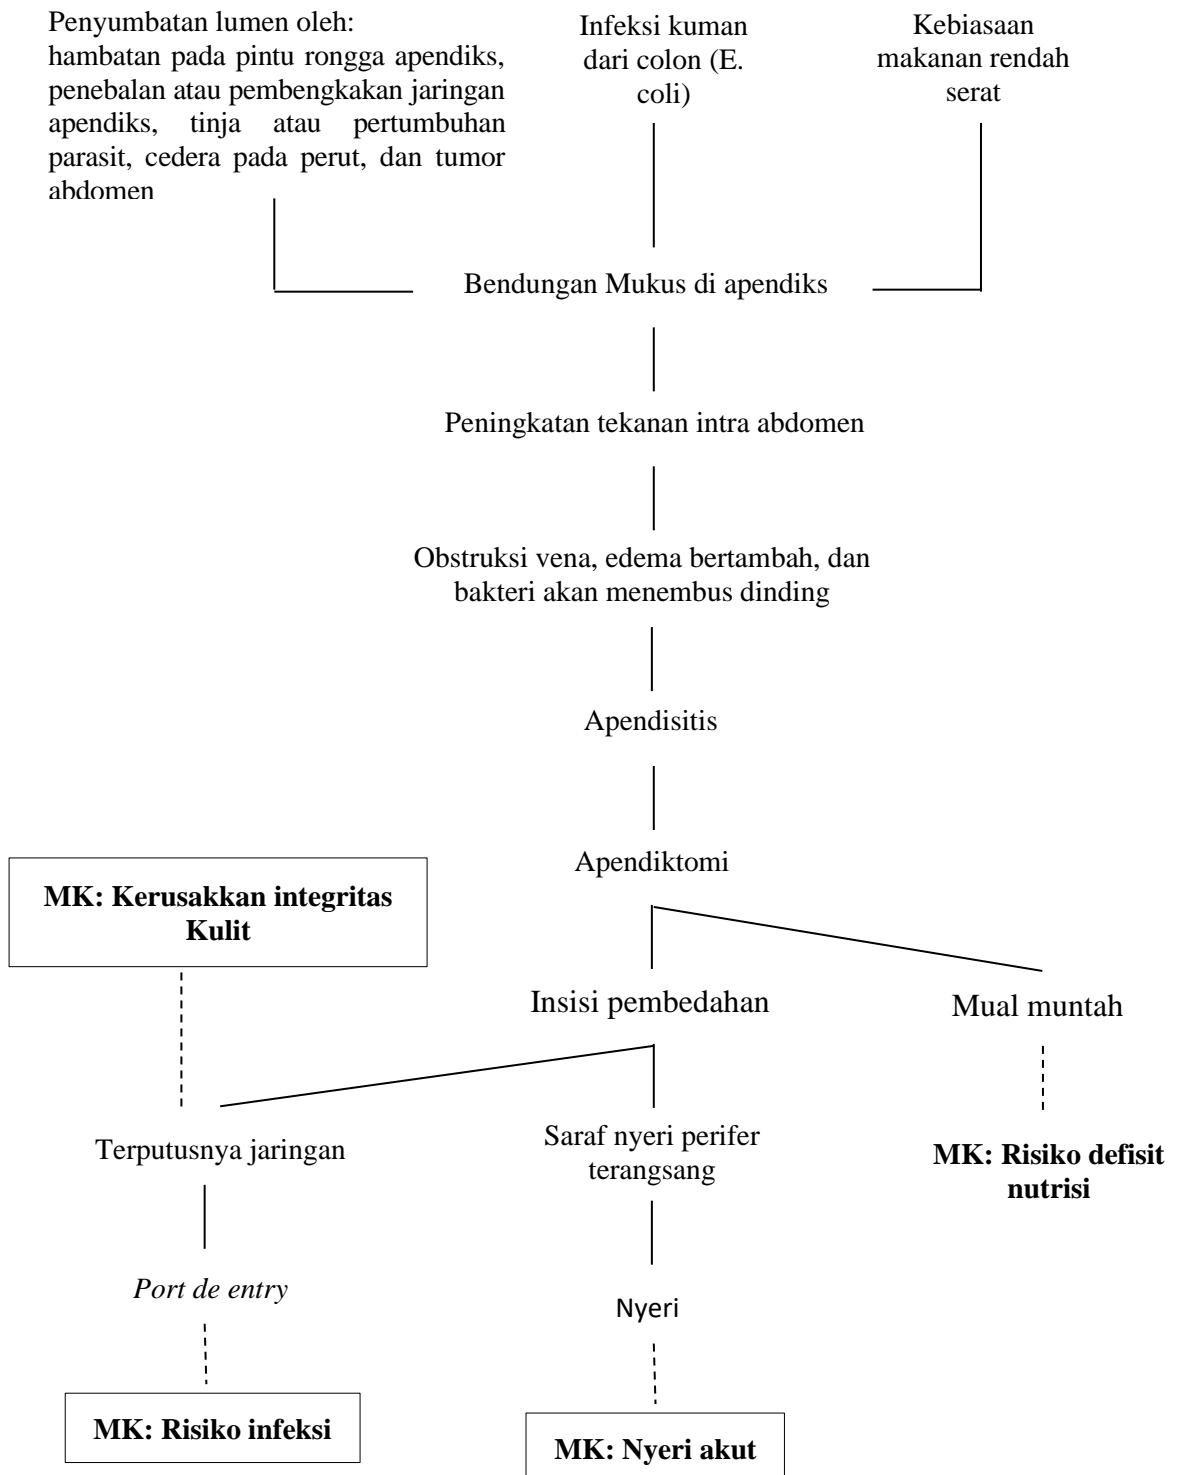 Penyumbatan lumen oleh:
hambatan pada pintu rongga apendiks,
penebalan atau pembengkakan jaringan
apendiks, tinja atau pertumbuhan
parasit, cedera pada perut, dan tumor
abdomen
Infeksi kuman
dari colon (E.
coli)
Kebiasaan
makanan rendah
serat
Bendungan Mukus di apendiks
Peningkatan tekanan intra abdomen
Obstruksi vena, edema bertambah, dan
bakteri akan menembus dinding
Apendisitis
Apendiktomi
MK: Kerusakkan integritas
Kulit
Insisi pembedahan
Mual muntah
Terputusnya jaringan
Saraf nyeri perifer
terangsang
MK: Risiko defisit
nutrisi
Port de entry
Nyeri
MK: Risiko infeksi
MK: Nyeri akut